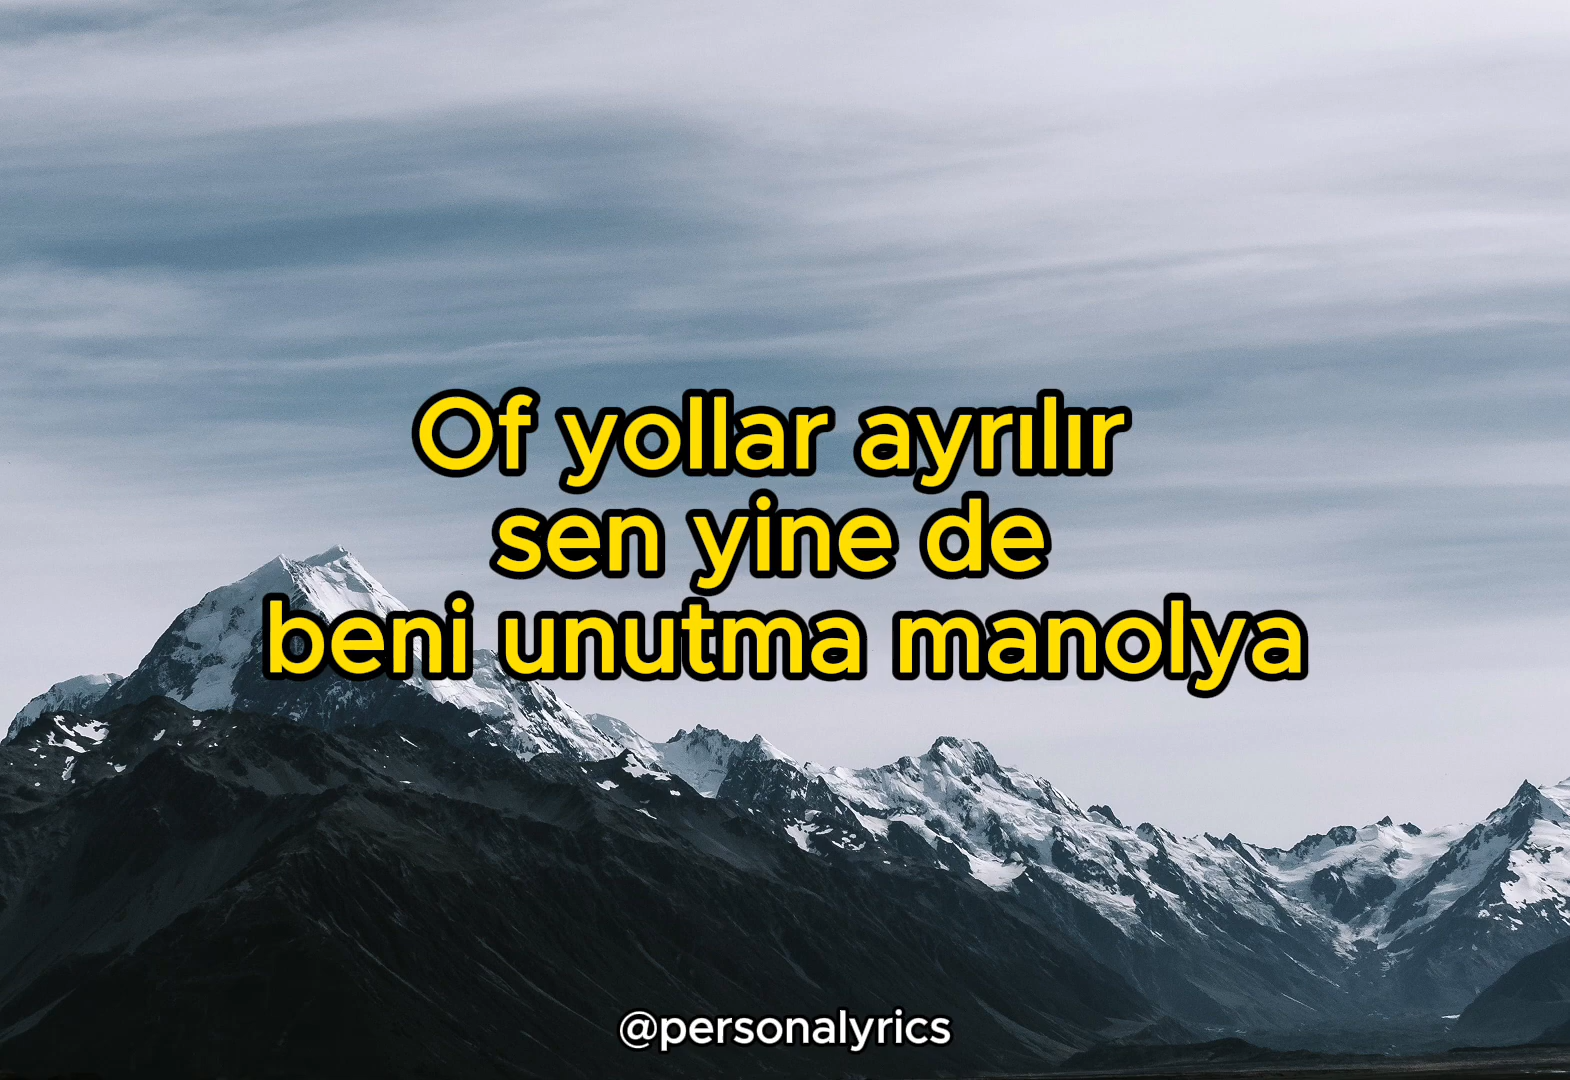 Of yollar ayrılır
sen yine de
beni unutma manolya
@personalyrics